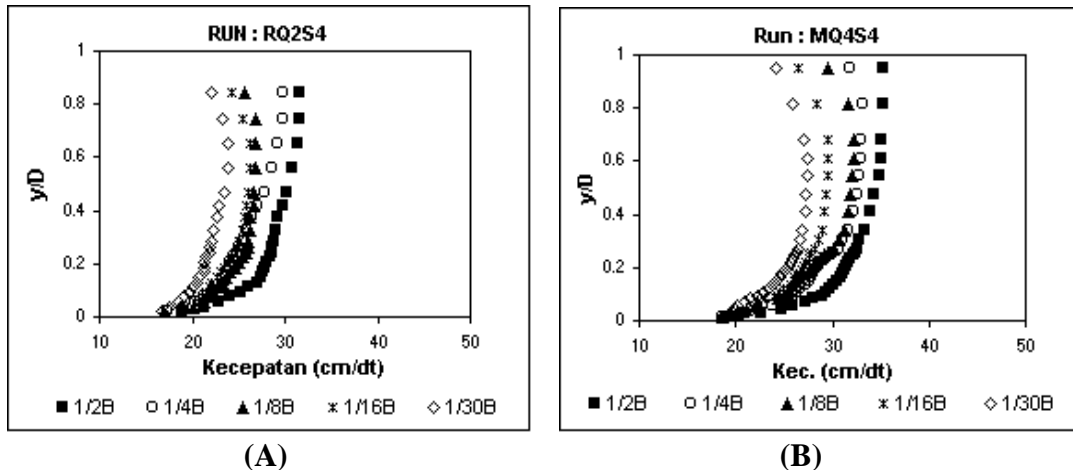 RUN : RQ2S4
1
0.8
0.6
0.4
0.2
0
y/D
10 20 30 40 50
Kecepatan (cm/dt)
1/2B 1/4B 1/8B 1/16B 1/30B
(A)
Run : MQ4S4
1
0.8
0.6
0.4
0.2
0
y/D
10 20 30 40 50
Kec. (cm/dt)
1/2B 1/4B 1/8B 1/16B 1/30B
(B)